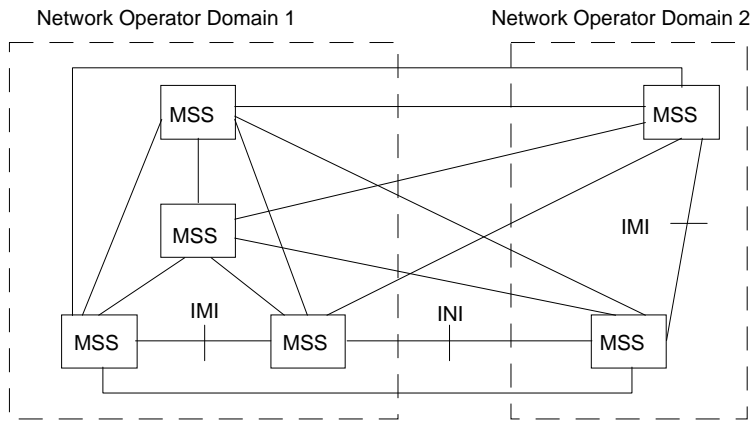 Network Operator Domain 1
Network Operator Domain 2
MSS
MSS
MSS
IMI
IMI
INI
MSS
MSS
MSS